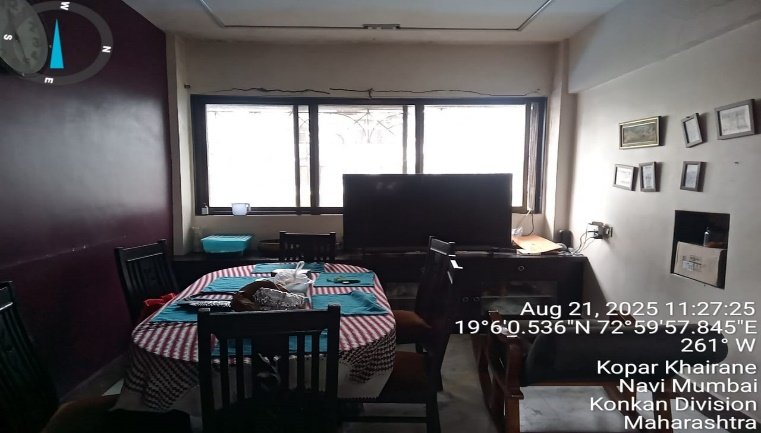 W
N
S
E
Aug 21, 2025 11:27:25
19°6'0.536"N 72°59'57.845"E
261° W
Kopar Khairane
Navi Mumbai
Konkan Division
Maharashtra